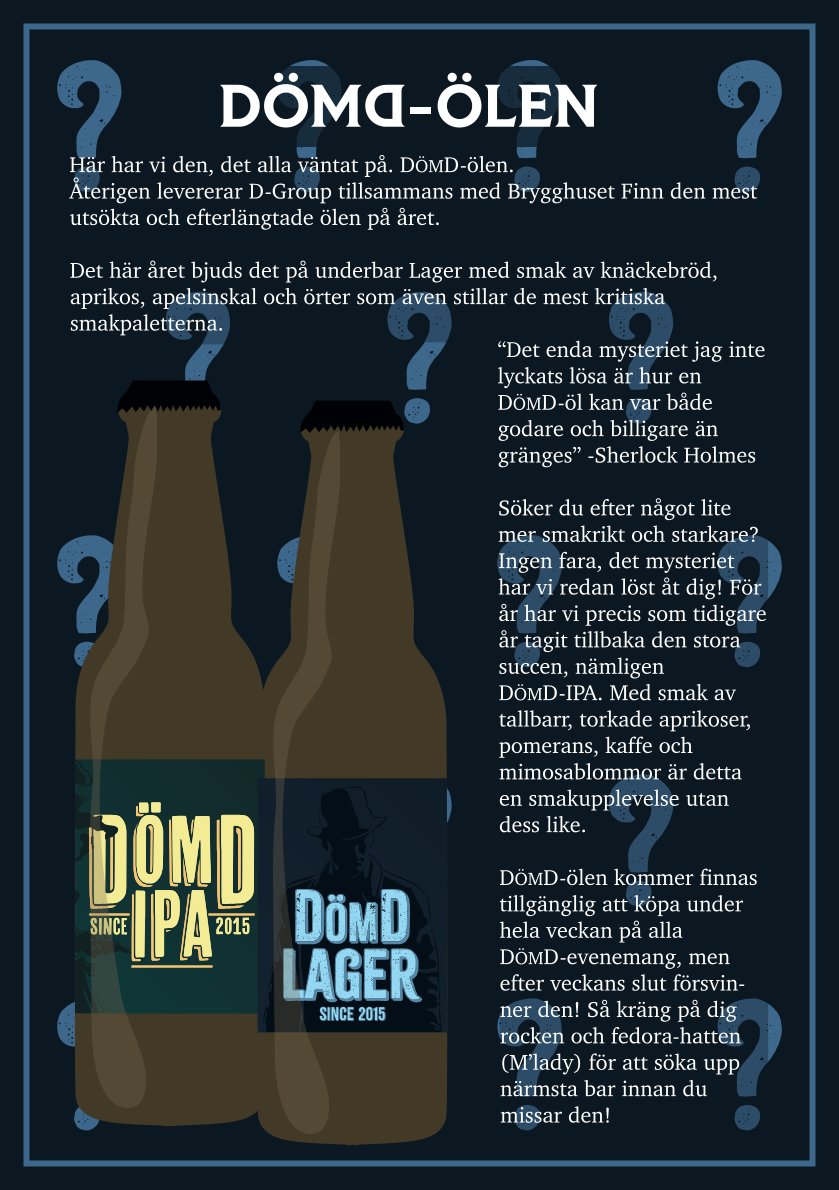 DÖMD-ÖLEN
Här har vi den, det alla väntat på. DÖMD-ölen.
Återigen levererar D-Group tillsammans med Brygghuset Finn den mest
utsökta och efterlängtade ölen på året.
Det här året bjuds det på underbar Lager med smak av knäckebröd,
aprikos, apelsinskal och örter som även stillar de mest kritiska
smakpaletterna.
“Det enda mysteriet jag inte
lyckats lösa är hur en
DÖMD-öl kan var både
godare och billigare än
gränges” -Sherlock Holmes
Söker du efter något lite
mer smakrikt och starkare?
Ingen fara, det mysteriet
har vi redan löst åt dig! För
år har vi precis som tidigare
år tagit tillbaka den stora
succen, nämligen
DÖMD-IPA. Med smak av
tallbarr, torkade aprikoser,
pomerans, kaffe och
mimosablommor är detta
en smakupplevelse utan
dess like.
DÖMD-ölen kommer finnas
tillgänglig att köpa under
hela veckan på alla
DÖMD-evenemang, men
efter veckans slut försvin-
ner den! Så kräng på dig
rocken och fedora-hatten
(M’lady) för att söka upp
närmsta bar innan du
missar den!
DÖMD
IPA
SINCE 2015
DÖMD
LAGER
SINCE 2015